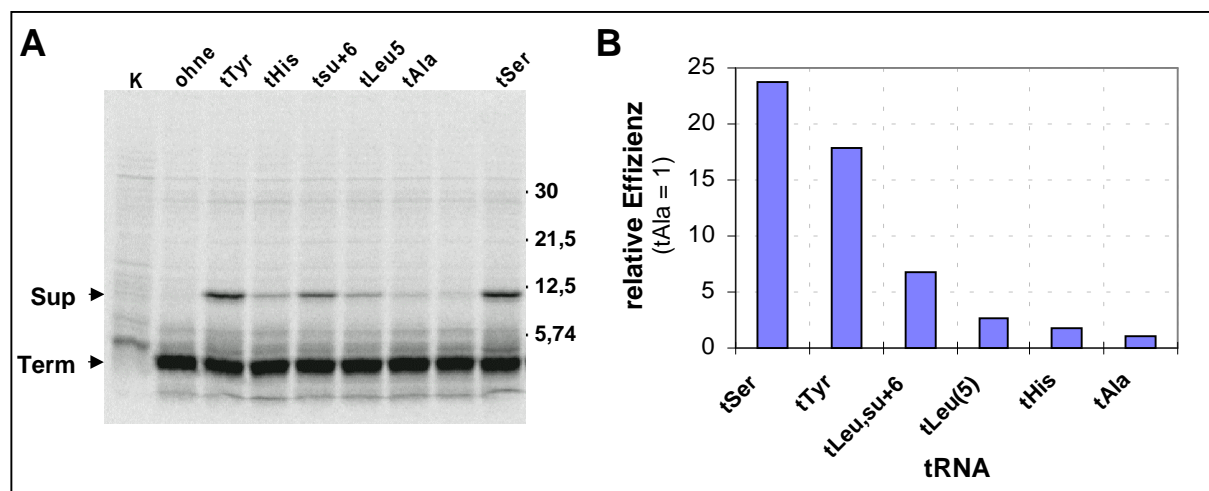 A
K
ohne
tTyr
tHis
tsu+6
tLeu5
tAla
tSer
30
21,5
12,5
5,74
Sup
Term
B
relative Effizienz
(tAla = 1)
25
20
15
10
5
0
tSer
tTyr
tLeu,su+6
tLeu(5)
tHis
tAla
tRNA